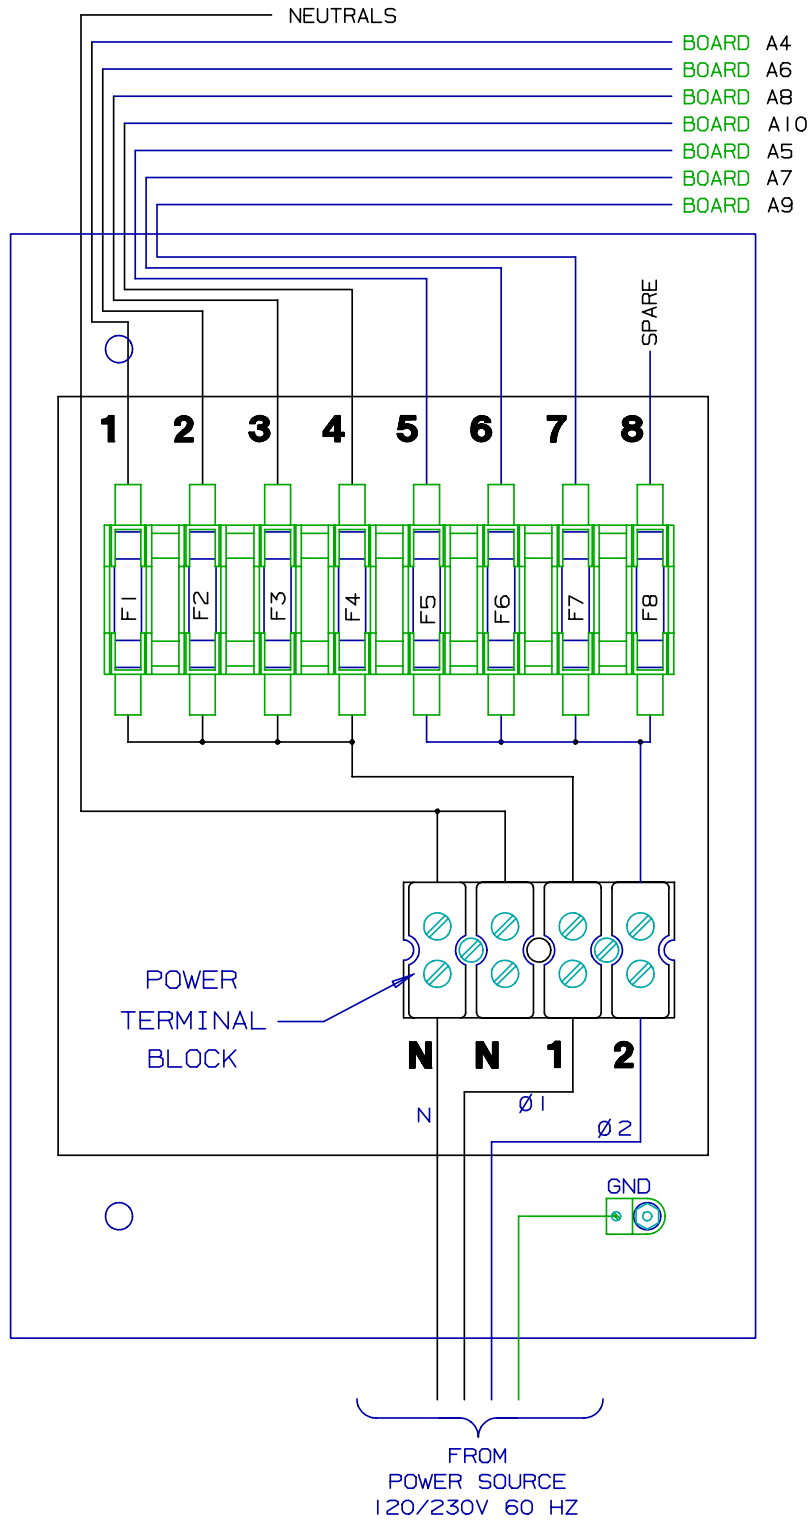 NEUTRALS
BOARD A4
BOARD A6
BOARD A8
BOARD A10
BOARD A5
BOARD A7
BOARD A9
SPARE
1 2 3 4 5 6 7 8
F1 F2 F3 F4 F5 F6 F7 F8
POWER
TERMINAL
BLOCK
N N 1 2
N
Ø1
Ø2
GND
FROM
POWER SOURCE
120/230V 60 HZ